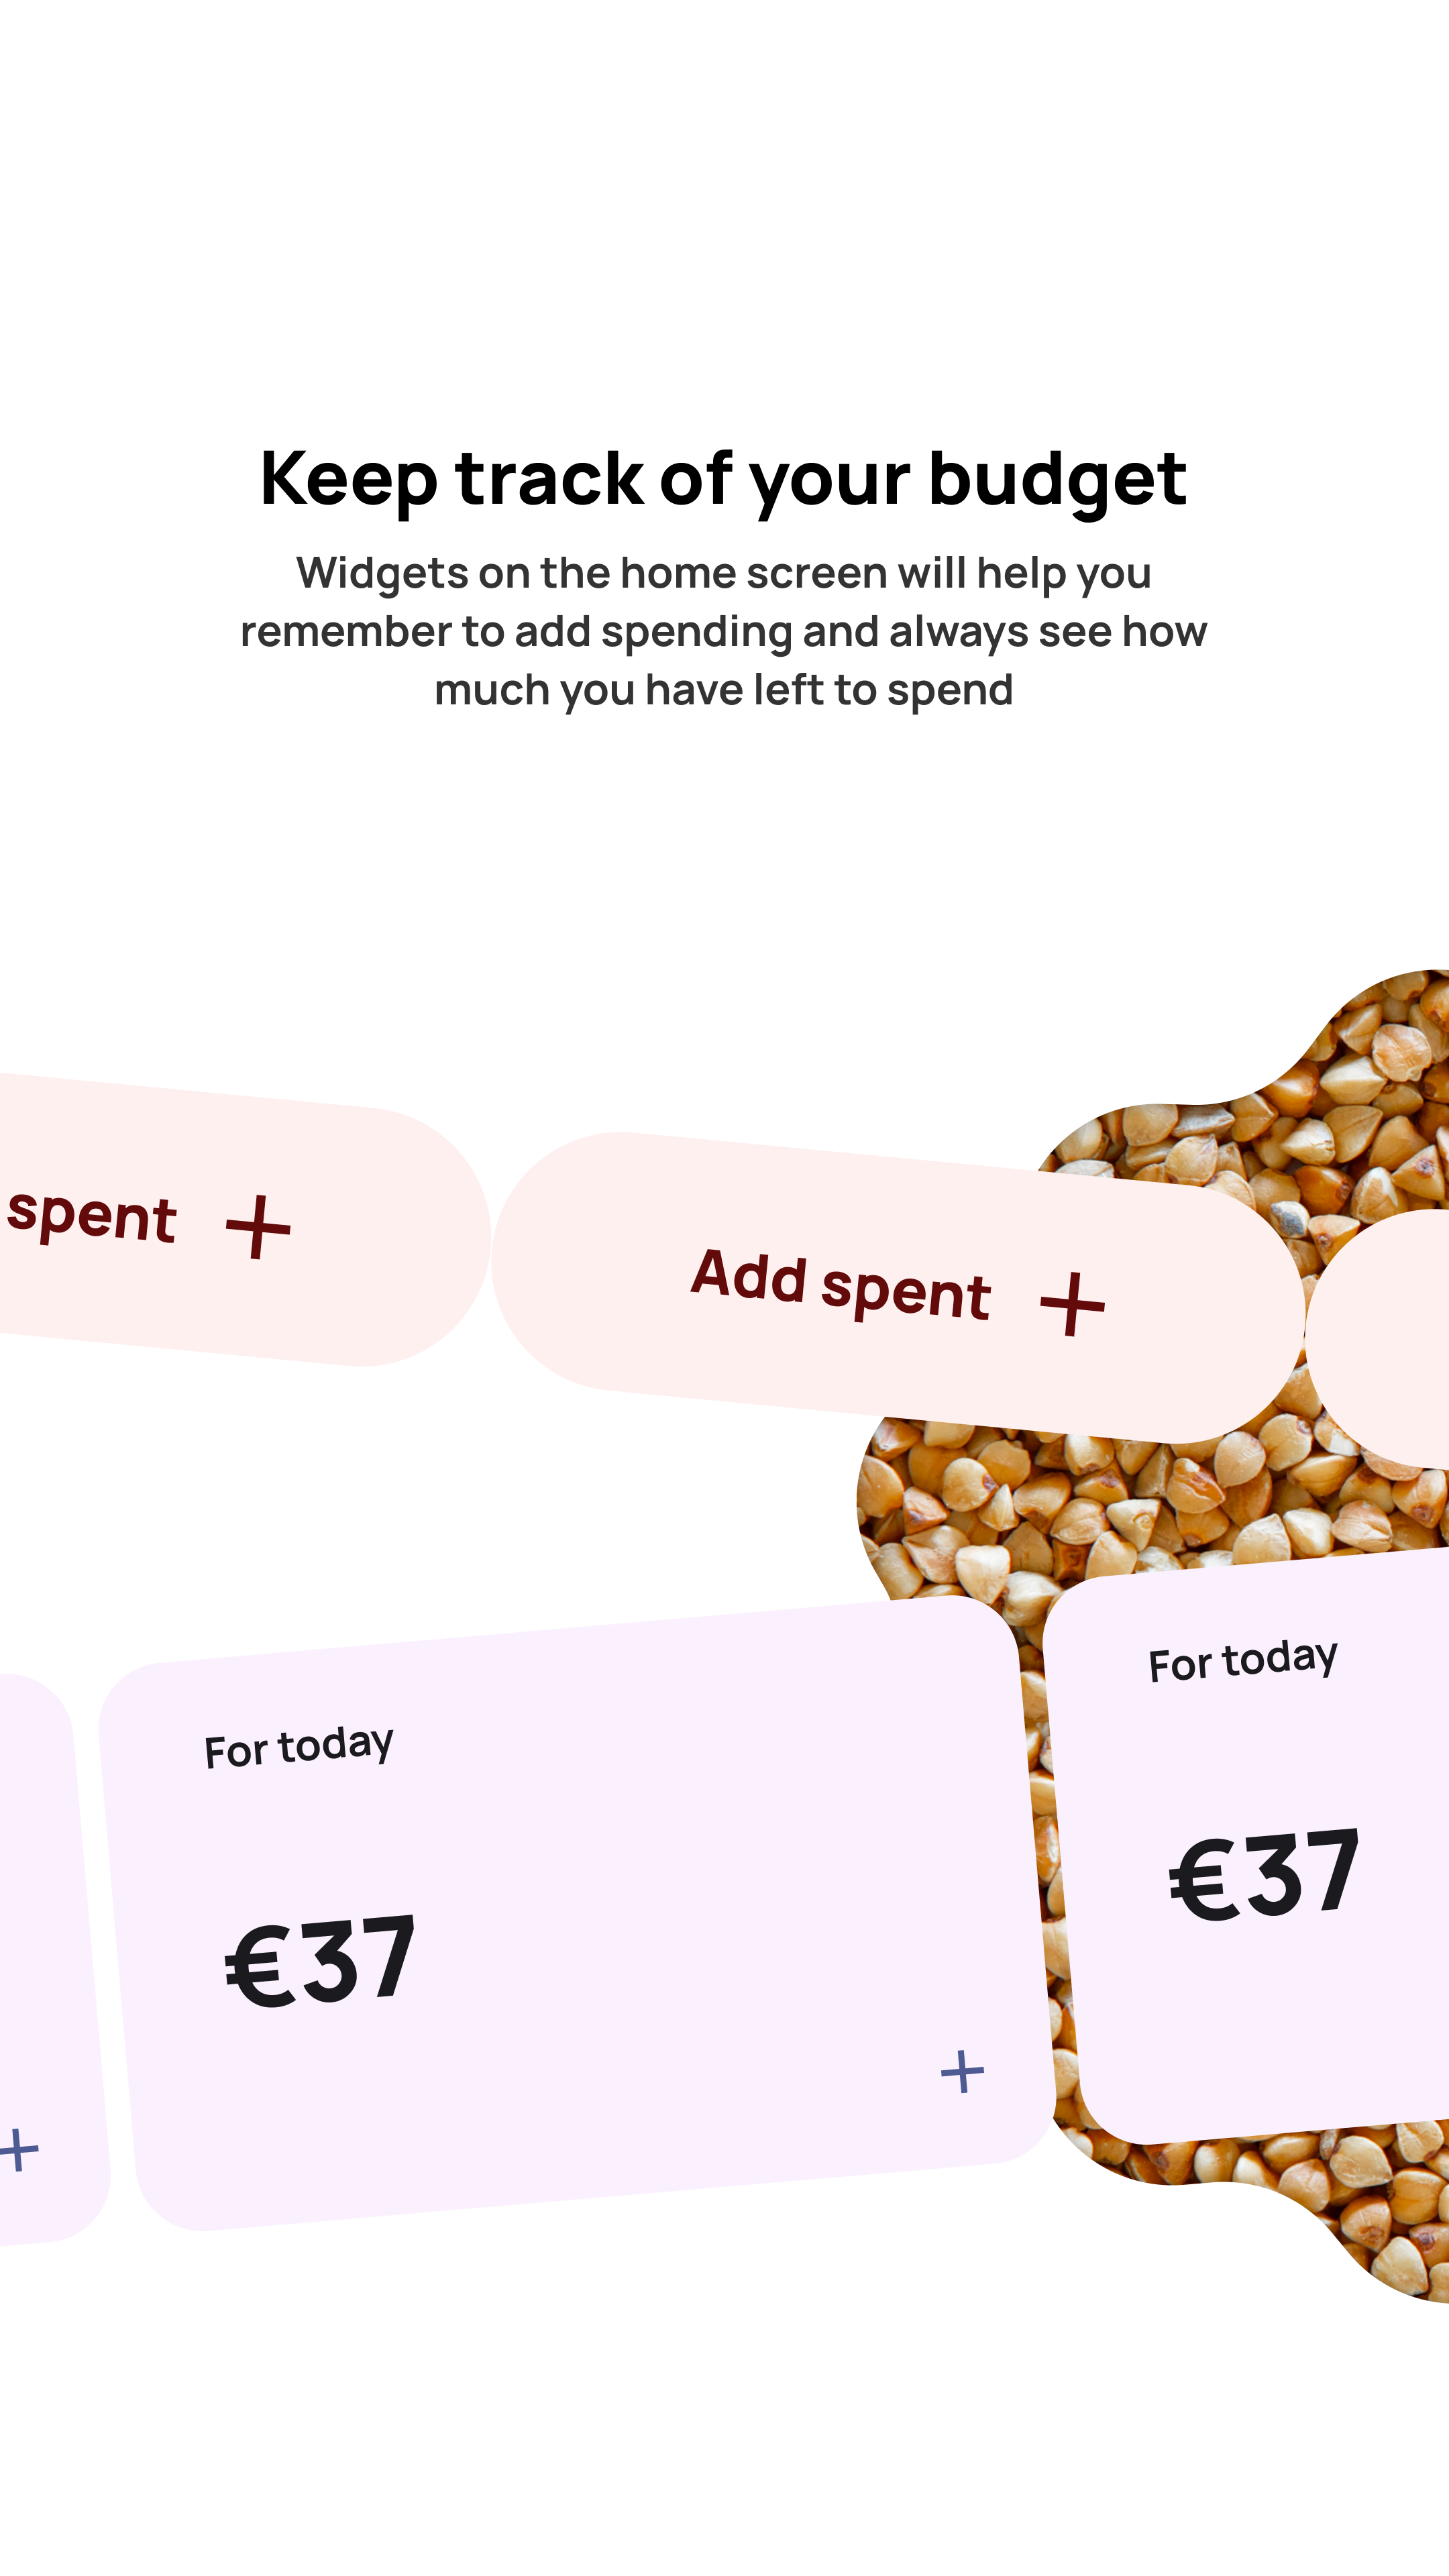 Keep track of your budget
Widgets on the home screen will help you
remember to add spending and always see how
much you have left to spend
spent +
Add spent +
For today
€37
+
For today
€37
+